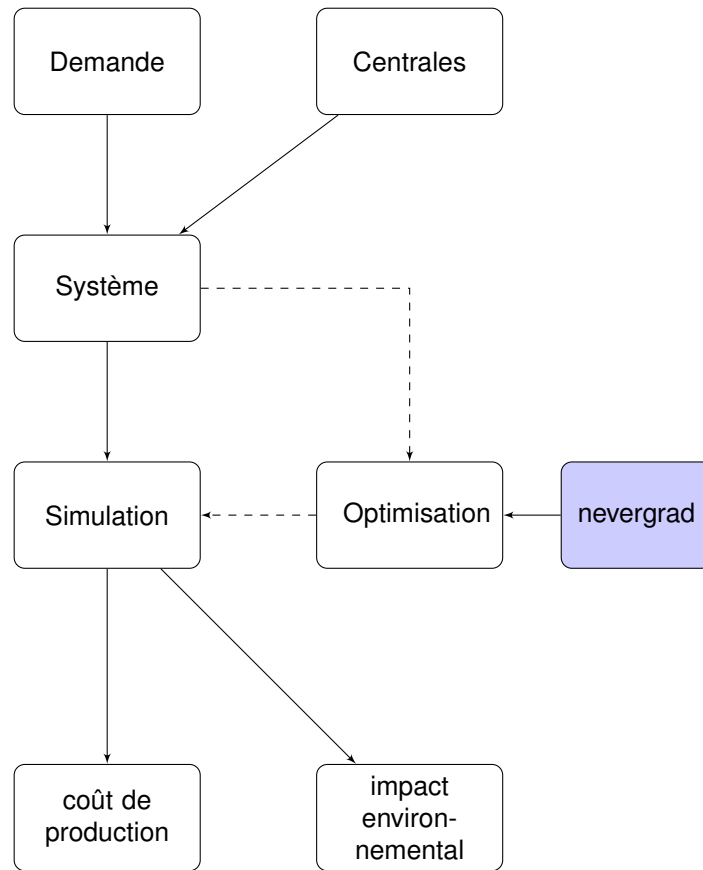 Demande
Centrales
Système
Simulation
Optimisation
nevergrad
coût de
production
impact
environ-
nemental